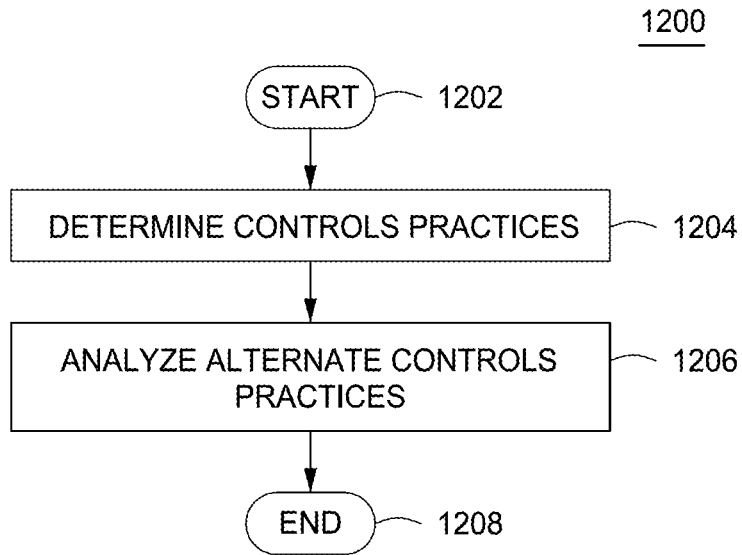 1200
START 1202
DETERMINE CONTROLS PRACTICES 1204
ANALYZE ALTERNATE CONTROLS 1206
PRACTICES
END 1208